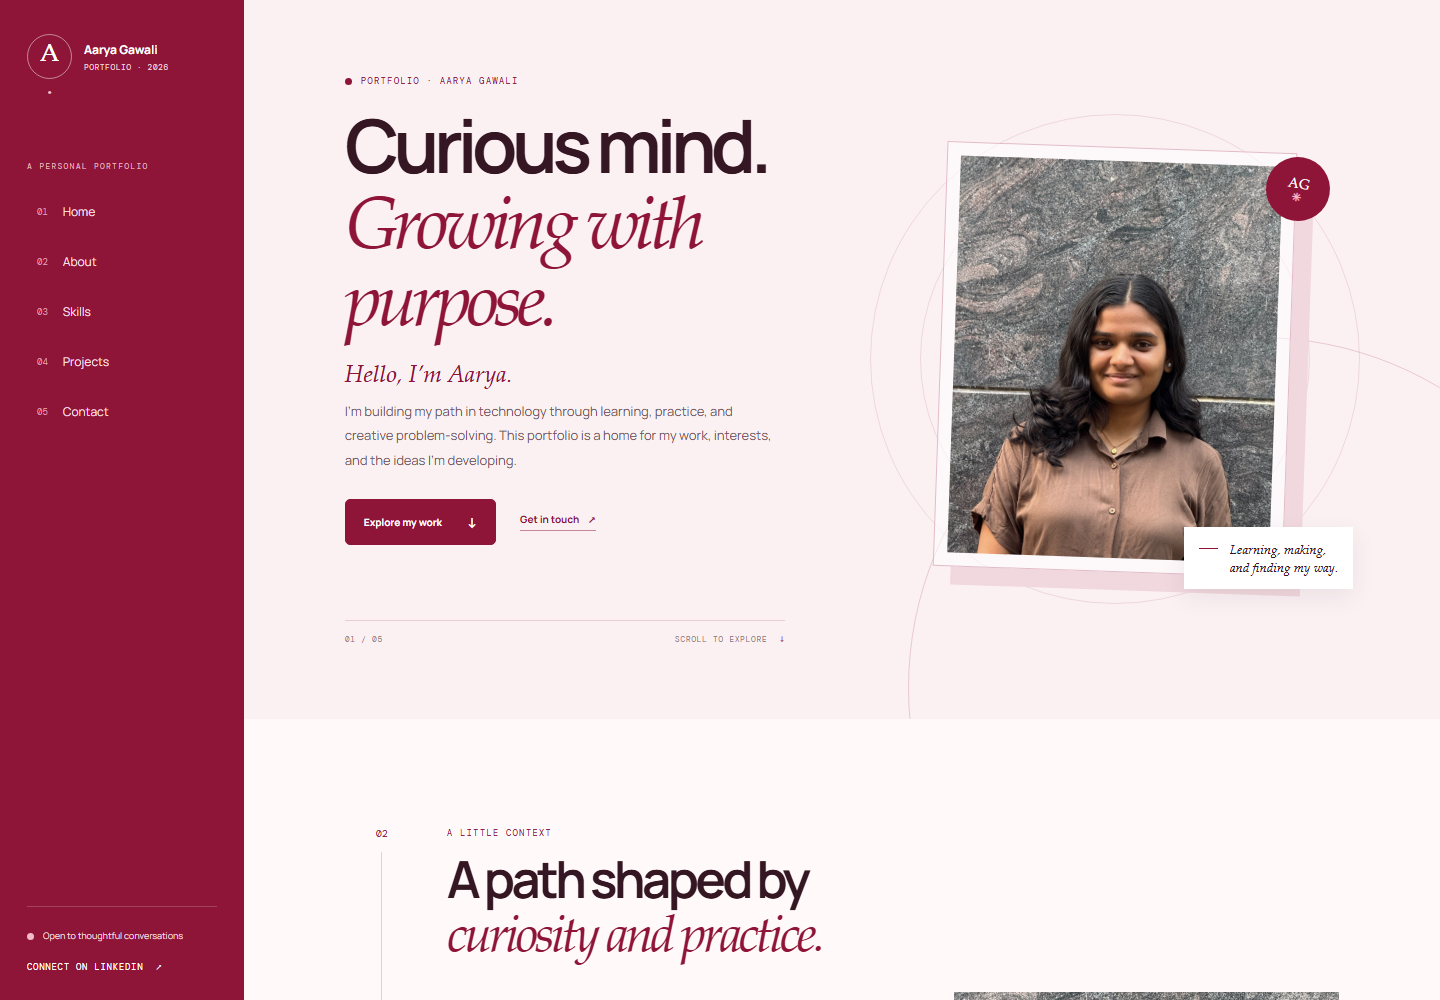 A
Aarya Gawali
PORTFOLIO · 2026
A PERSONAL PORTFOLIO
01 Home
02 About
03 Skills
04 Projects
05 Contact
Open to thoughtful conversations
CONNECT ON LINKEDIN ↗
PORTFOLIO · AARYA GAWALI
Curious mind.
Growing with
purpose.
Hello, I’m Aarya.
I’m building my path in technology through learning, practice, and
creative problem-solving. This portfolio is a home for my work, interests,
and the ideas I’m developing.
Explore my work ↓
Get in touch ↗
01 / 05
SCROLL TO EXPLORE ↓
AG
Learning, making,
and finding my way.
02
A LITTLE CONTEXT
A path shaped by
curiosity and practice.